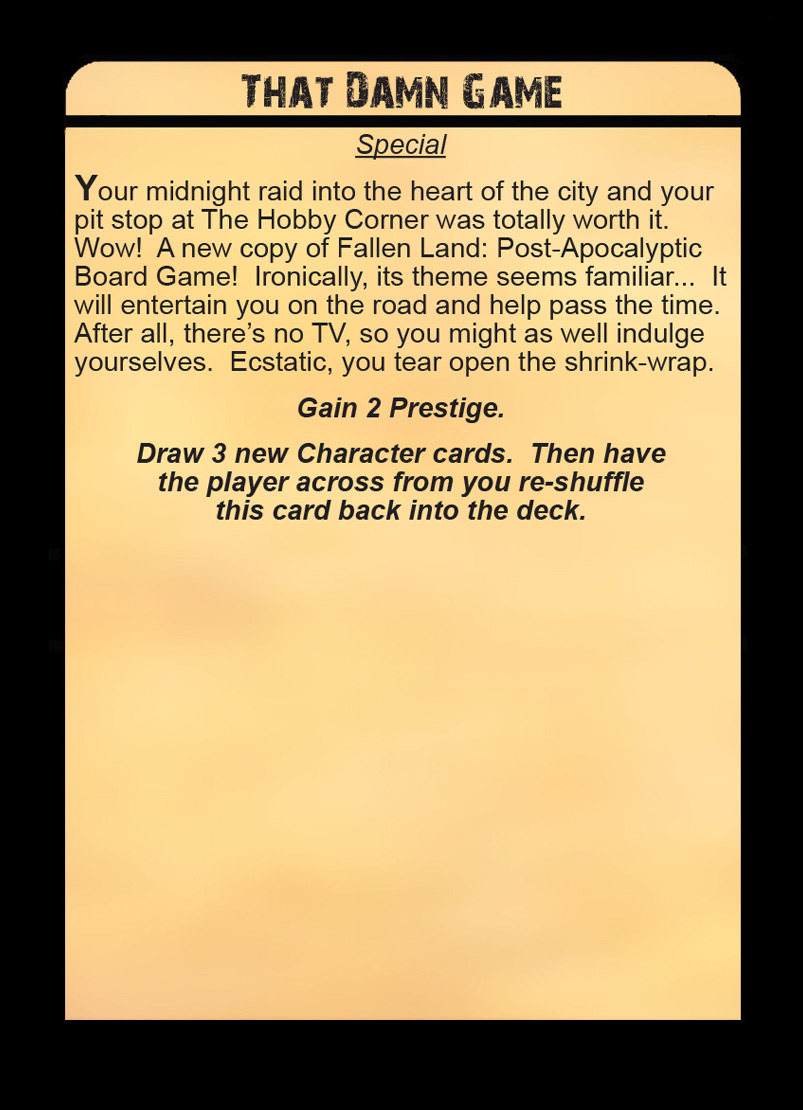 That Damn Game
Special
Your midnight raid into the heart of the city and your
pit stop at The Hobby Corner was totally worth it.
Wow!  A new copy of Fallen Land: Post-Apocalyptic
Board Game!  Ironically, its theme seems familiar...  It
will entertain you on the road and help pass the time.
After all, there’s no TV, so you might as well indulge
yourselves.  Ecstatic, you tear open the shrink-wrap.
Gain 2 Prestige.
Draw 3 new Character cards.  Then have
the player across from you re-shuffle
this card back into the deck.